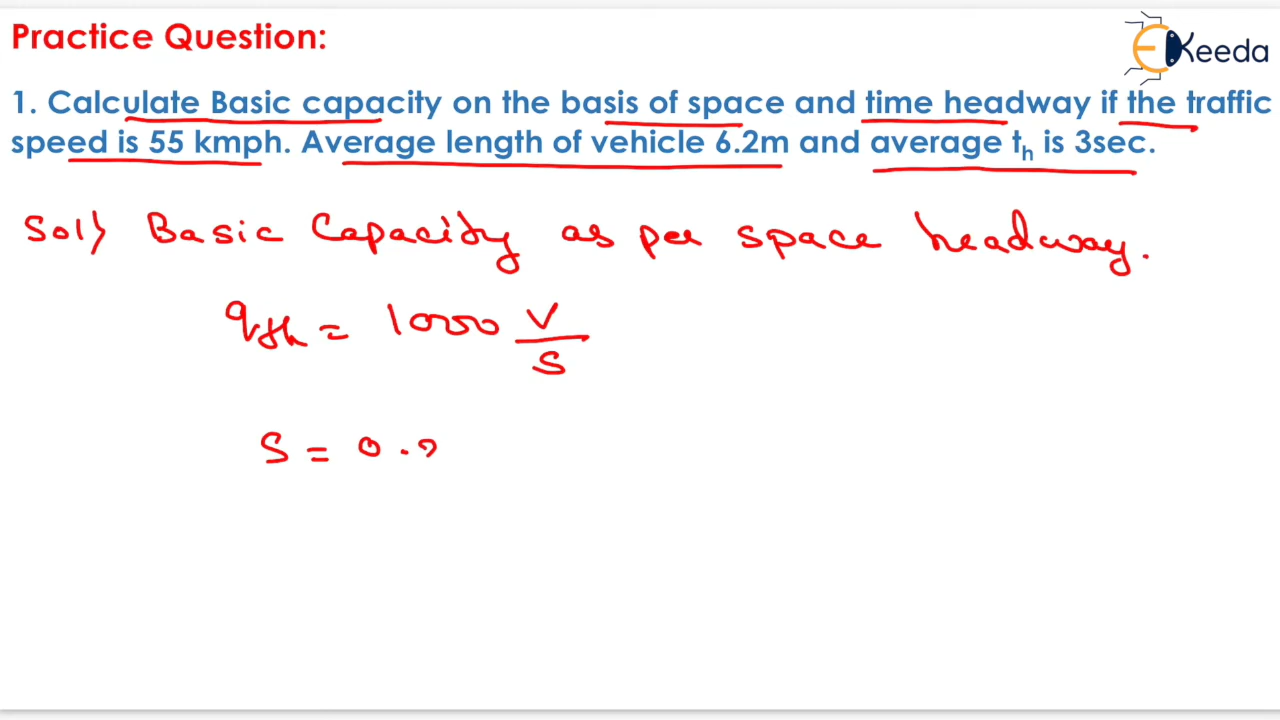 Practice Question:
Keeda
1. Calculate Basic capacity on the basis of space and time headway if the traffic
speed is 55 kmph. Average length of vehicle 6.2m and average th is 3sec.
Sol) Basic Capacity as per space headway.
qth = 1000 V
S
S = 0.2